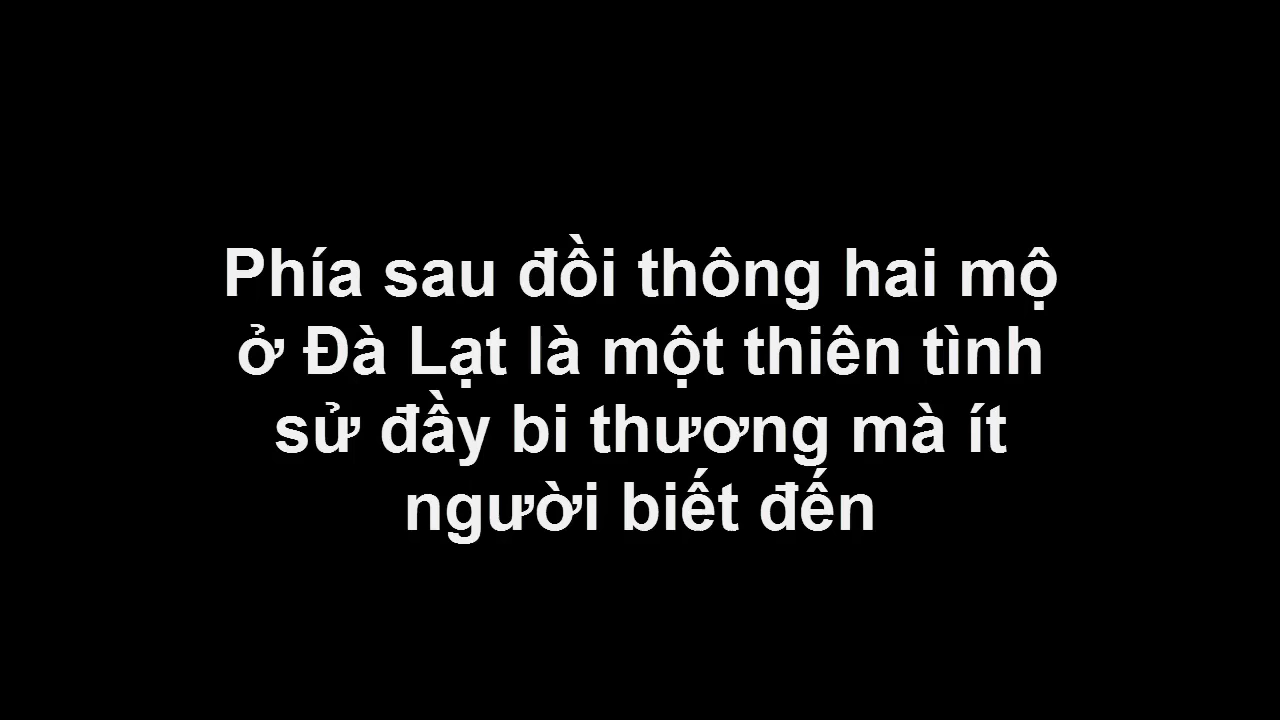 Phía sau đồi thông hai mộ
ở Đà Lạt là một thiên tình
sử đầy bi thương mà ít
người biết đến